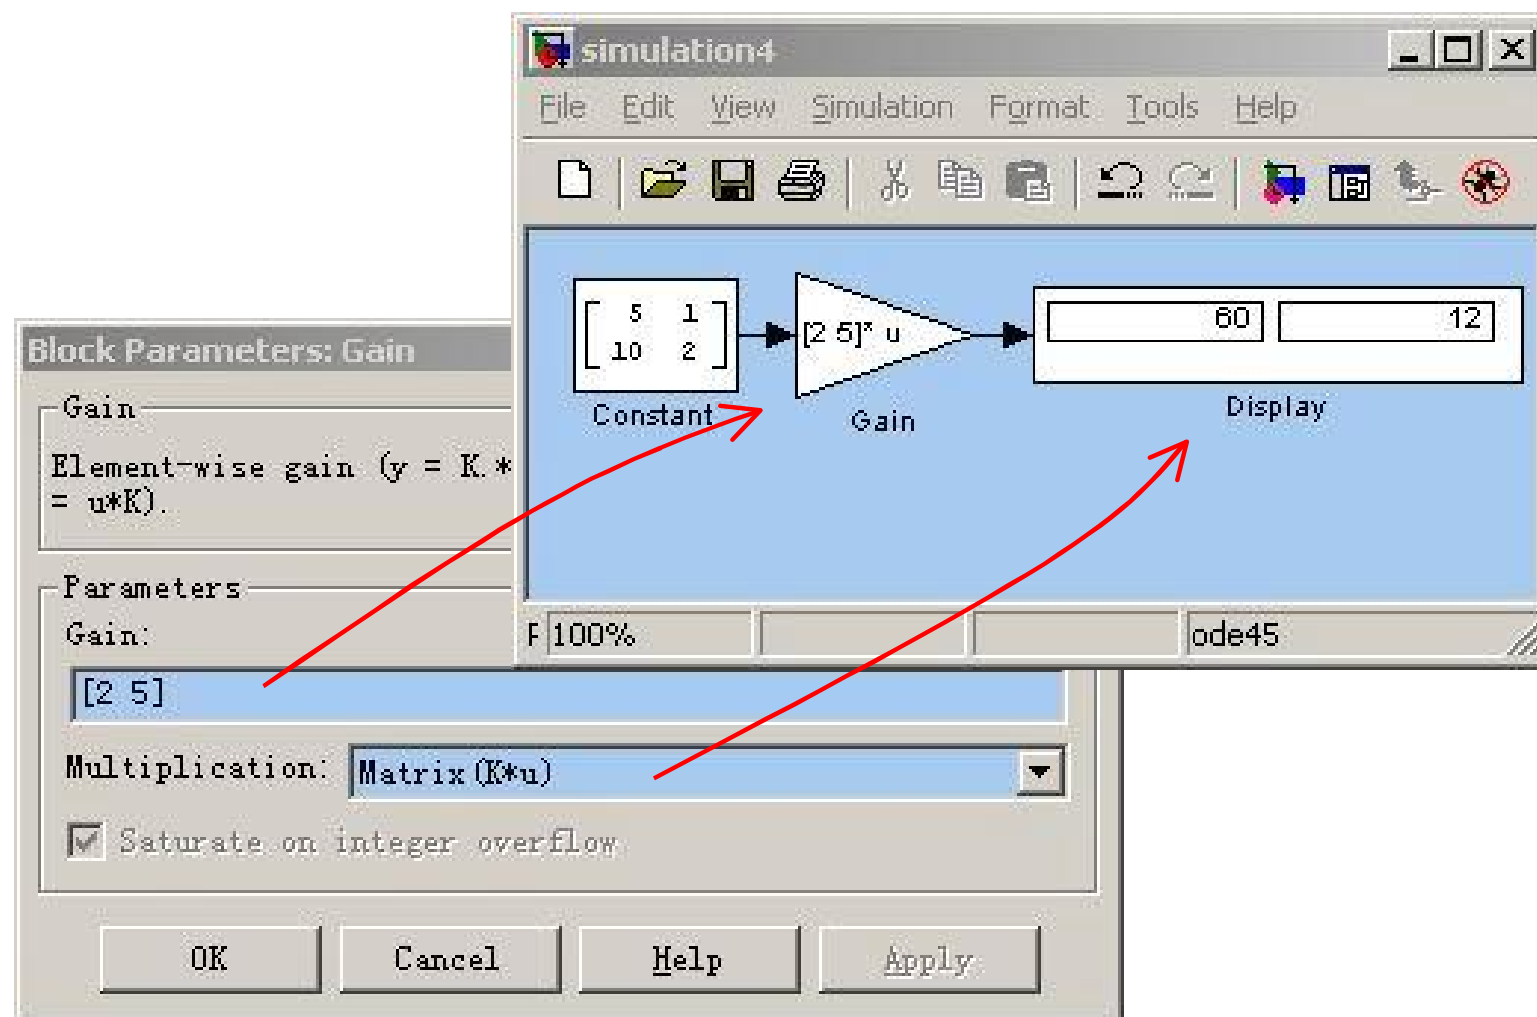 simulation4
File Edit View Simulation Format Tools Help
5 1
10 2
[2 5]* u
60 12
Constant
Gain
Display
F 100% ode45
Block Parameters: Gain
Gain
Element-wise gain (y = K.*
= u*K).
Parameters
Gain:
[2 5]
Multiplication: Matrix(K*u)
Saturate on integer overflow
OK Cancel Help Apply